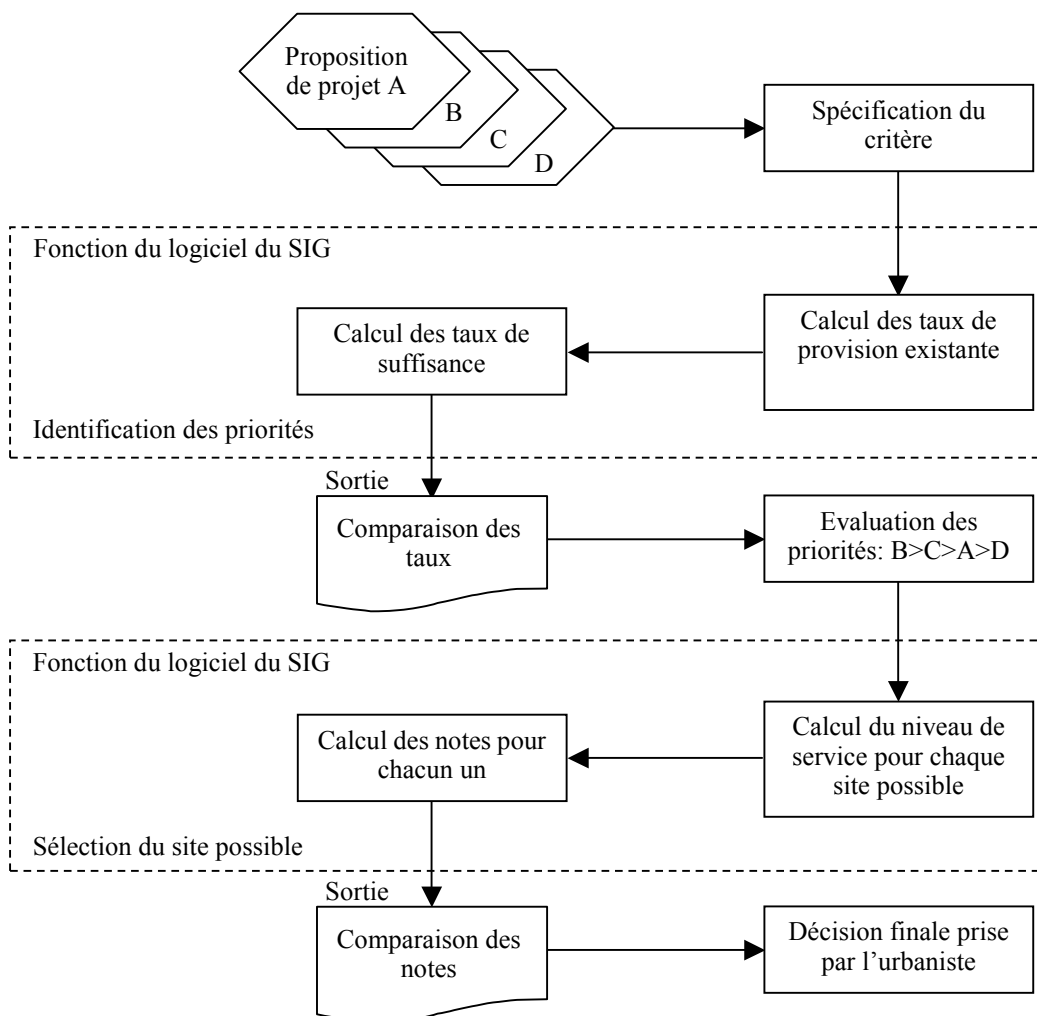 Proposition
de projet A
B
C
D
Spécification du
critère
Fonction du logiciel du SIG
Calcul des taux de
suffisance
Calcul des taux de
provision existante
Identification des priorités
Sortie
Comparaison des
taux
Evaluation des
priorités: B>C>A>D
Fonction du logiciel du SIG
Calcul des notes pour
chacun un
Calcul du niveau de
service pour chaque
site possible
Sélection du site possible
Sortie
Comparaison des
notes
Décision finale prise
par l’urbaniste